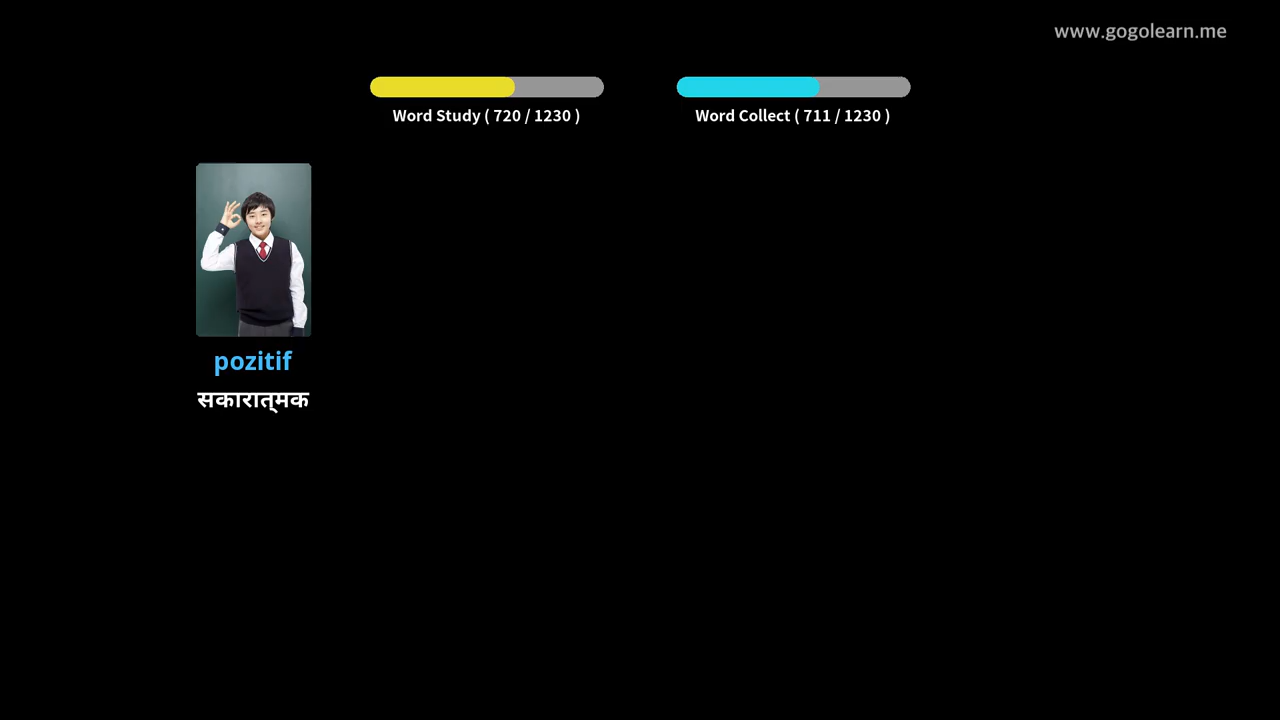 www.gogolearn.me
Word Study ( 720 / 1230 )
Word Collect ( 711 / 1230 )
pozitif
सकारात्मक